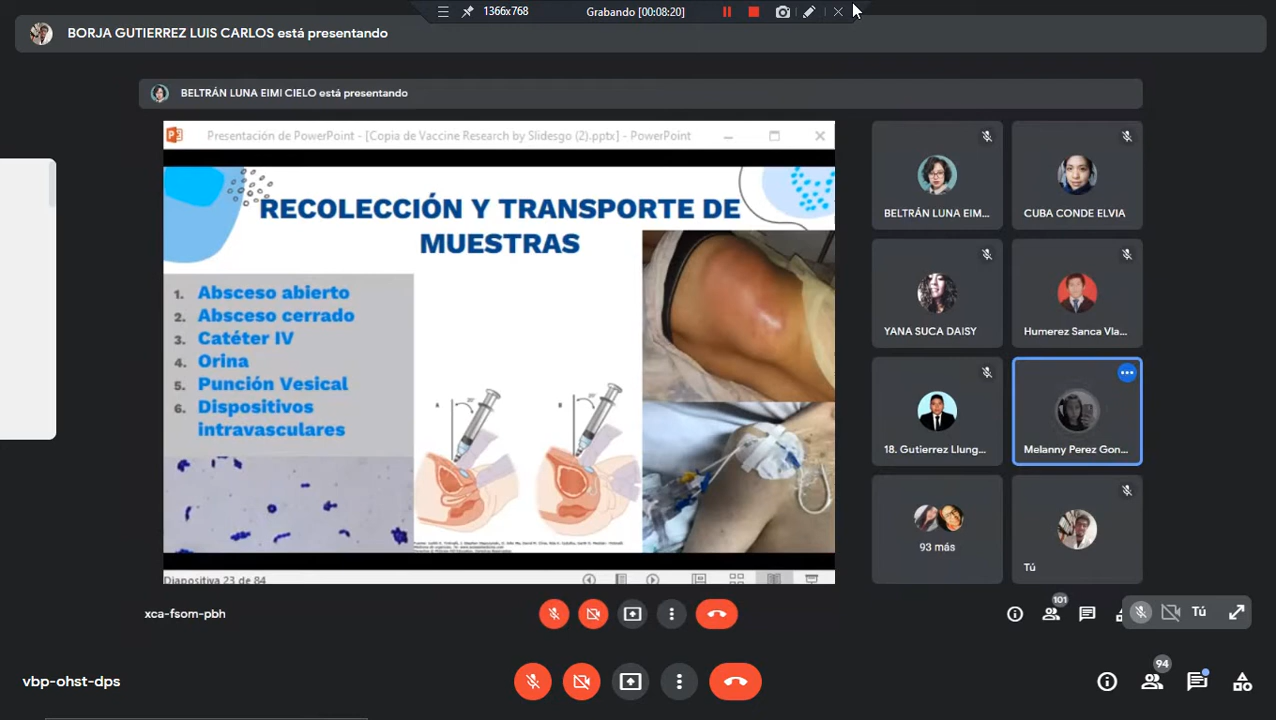 1366x768
Grabando [00:08:20]
BORJA GUTIERREZ LUIS CARLOS está presentando
BELTRÁN LUNA EIMI CIELO está presentando
Presentación de PowerPoint - [Copia de Vaccine Research by Slidesgo (2).pptx] - PowerPoint
RECOLECCIÓN Y TRANSPORTE DE
MUESTRAS
1. Absceso abierto
2. Absceso cerrado
3. Catéter IV
4. Orina
5. Punción Vesical
6. Dispositivos
intravasculares
A
B
Diapositiva 23 de 84
BELTRÁN LUNA EIM...
CUBA CONDE ELVIA
YANA SUCA DAISY
Humerez Sanca Vla...
18. Gutierrez Llung...
Melanny Perez Gon...
93 más
Tú
xca-fsom-pbh
101
Tú
vbp-ohst-dps
94